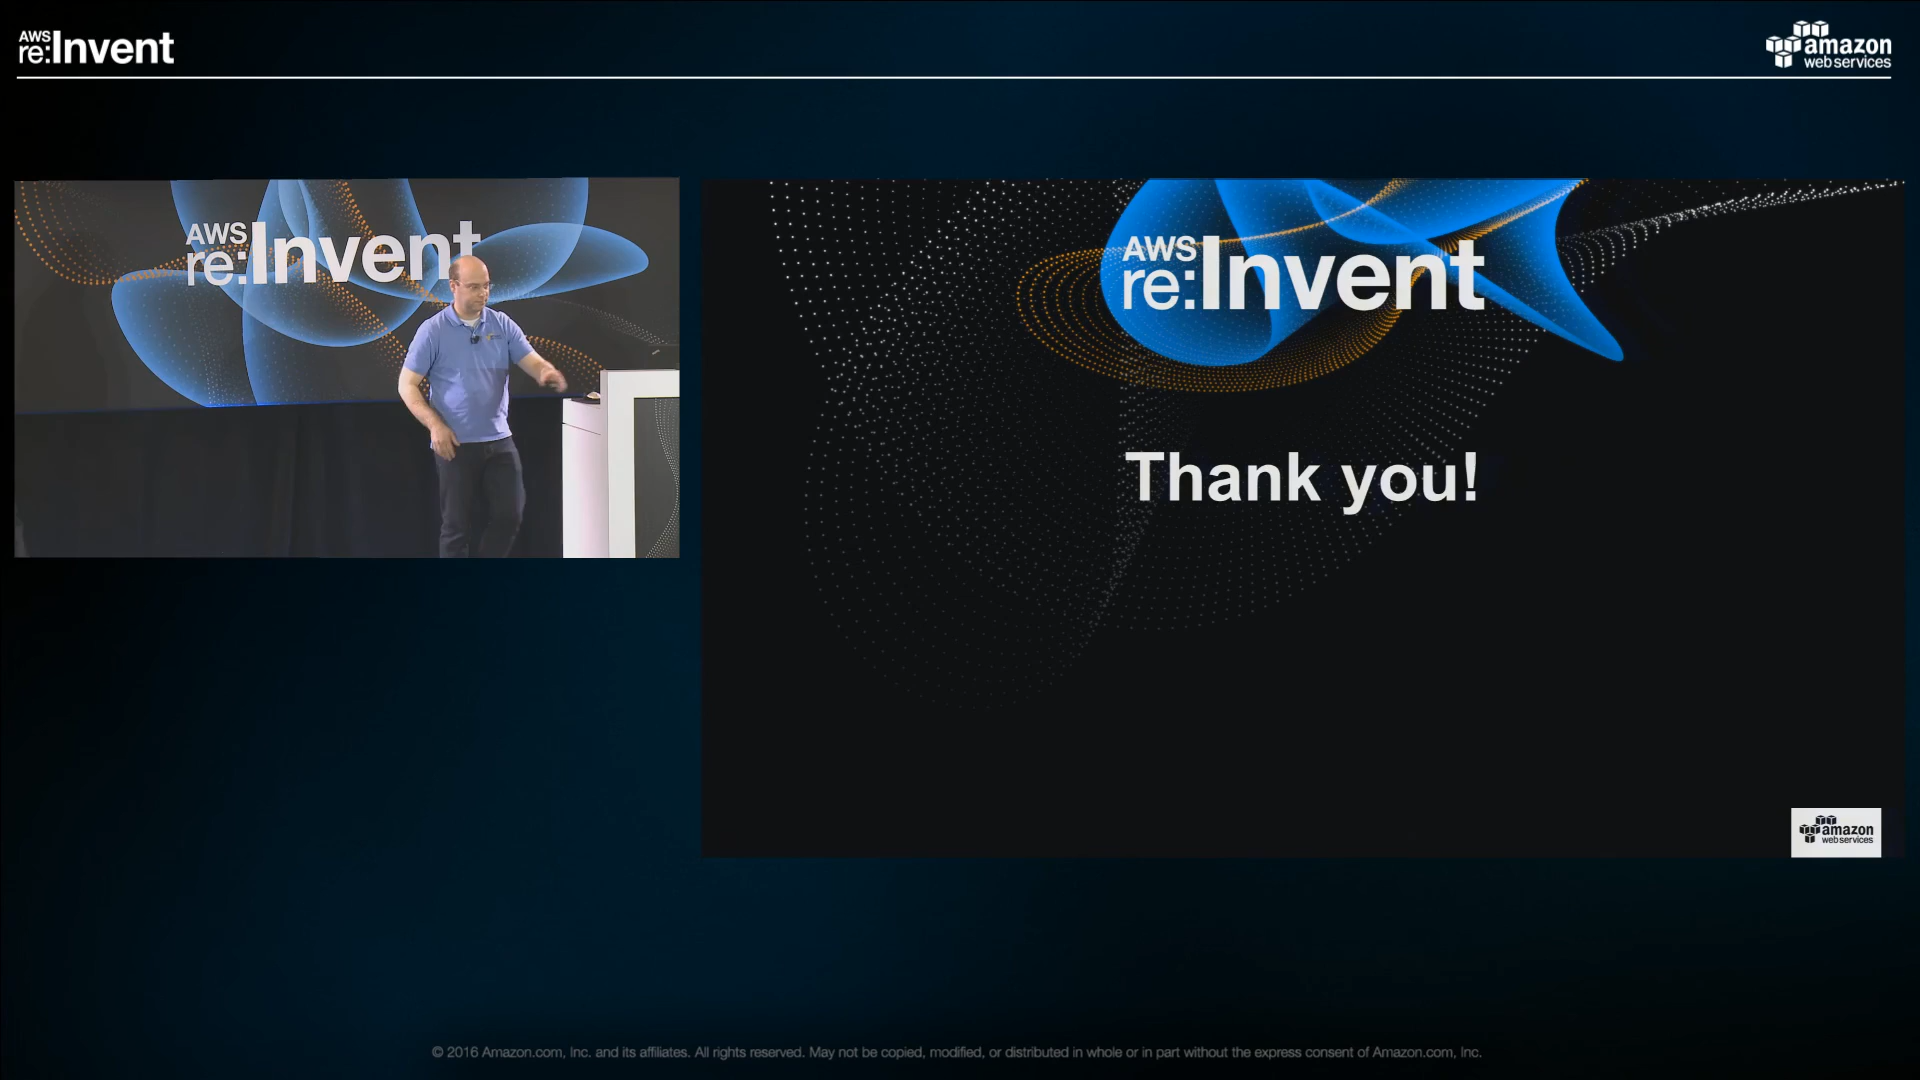 AWS
re:Invent
amazon
web services
AWS
re:Invent
AWS
re:Invent
Thank you!
amazon
web services
© 2016 Amazon.com, Inc. and its affiliates. All rights reserved. May not be copied, modified, or distributed in whole or in part without the express consent of Amazon.com, Inc.